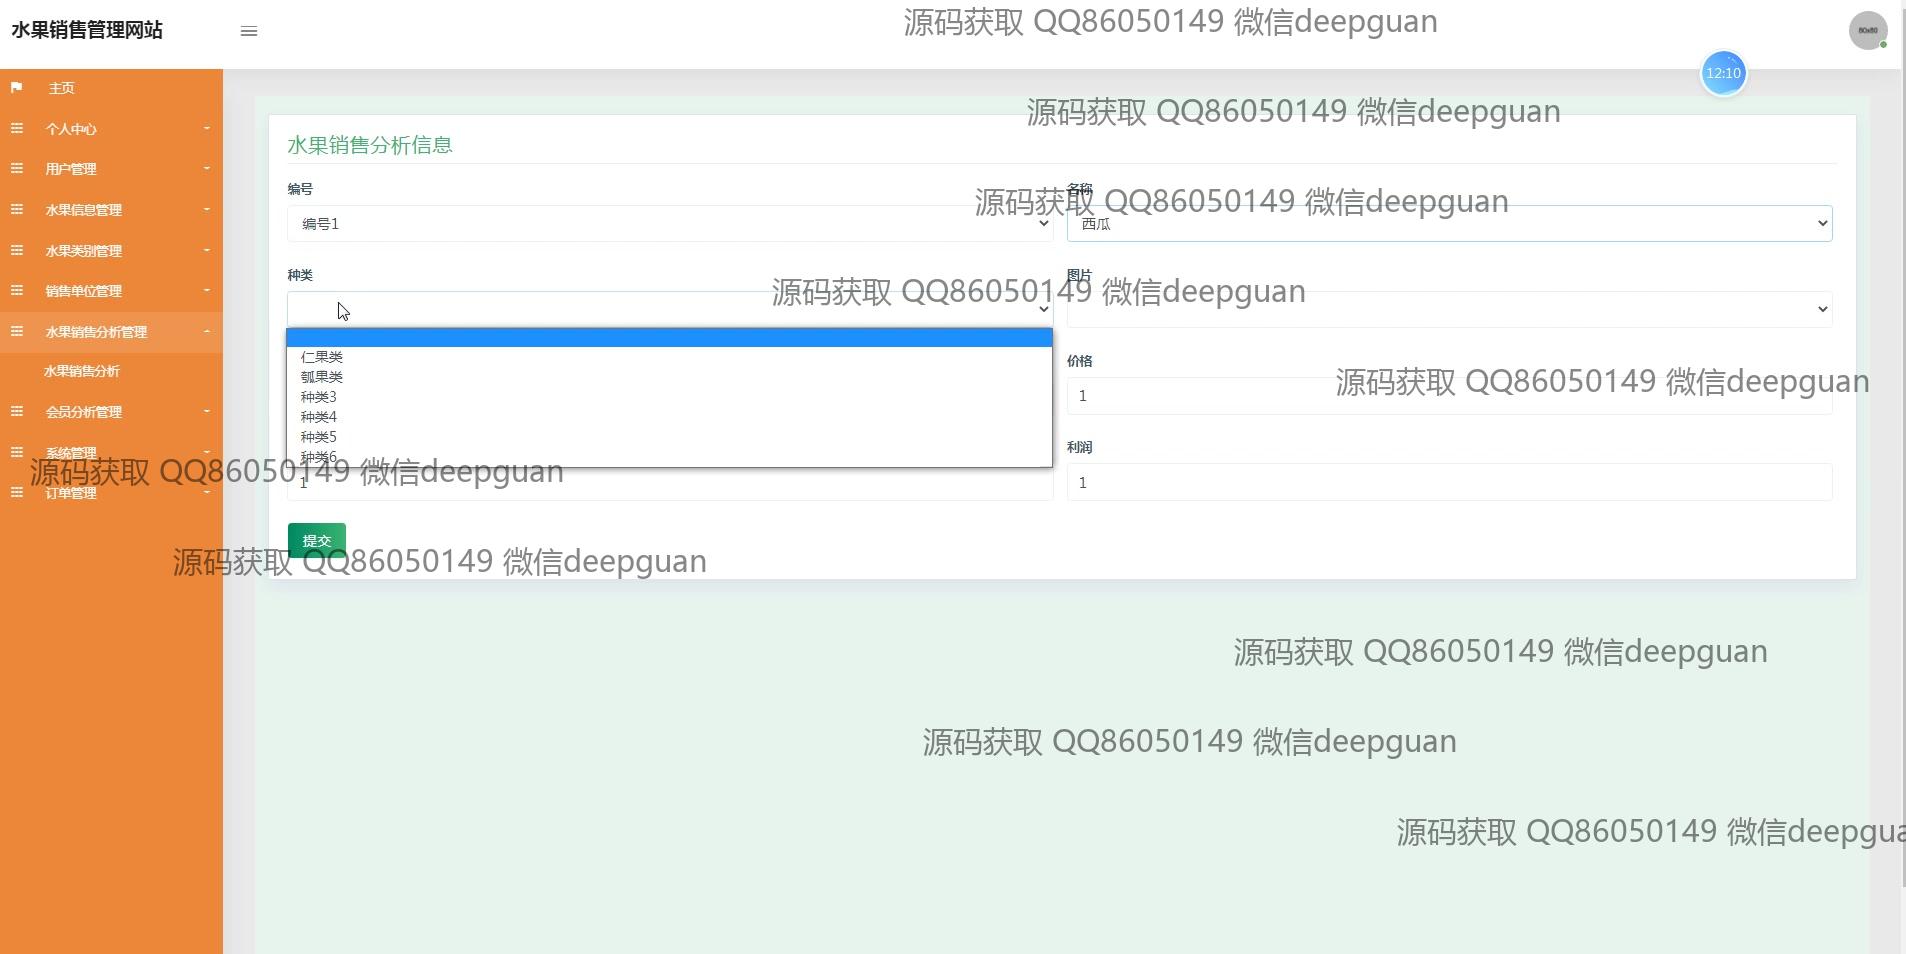 水果销售管理网站
源码获取 QQ86050149 微信deepguan
80x80
12:10
主页
个人中心
用户管理
水果信息管理
水果类别管理
销售单位管理
水果销售分析管理
水果销售分析
会员分析管理
系统管理
订单管理
源码获取 QQ86050149 微信deepguan
水果销售分析信息
编号
名称
源码获取 QQ86050149 微信deepguan
编号1
西瓜
种类
图片
源码获取 QQ86050149 微信deepguan
仁果类
瓠果类
种类3
种类4
种类5
种类6
价格
1
源码获取 QQ86050149 微信deepguan
利润
源码获取 QQ86050149 微信deepguan
1
1
提交
源码获取 QQ86050149 微信deepguan
源码获取 QQ86050149 微信deepguan
源码获取 QQ86050149 微信deepguan
源码获取 QQ86050149 微信deepgua